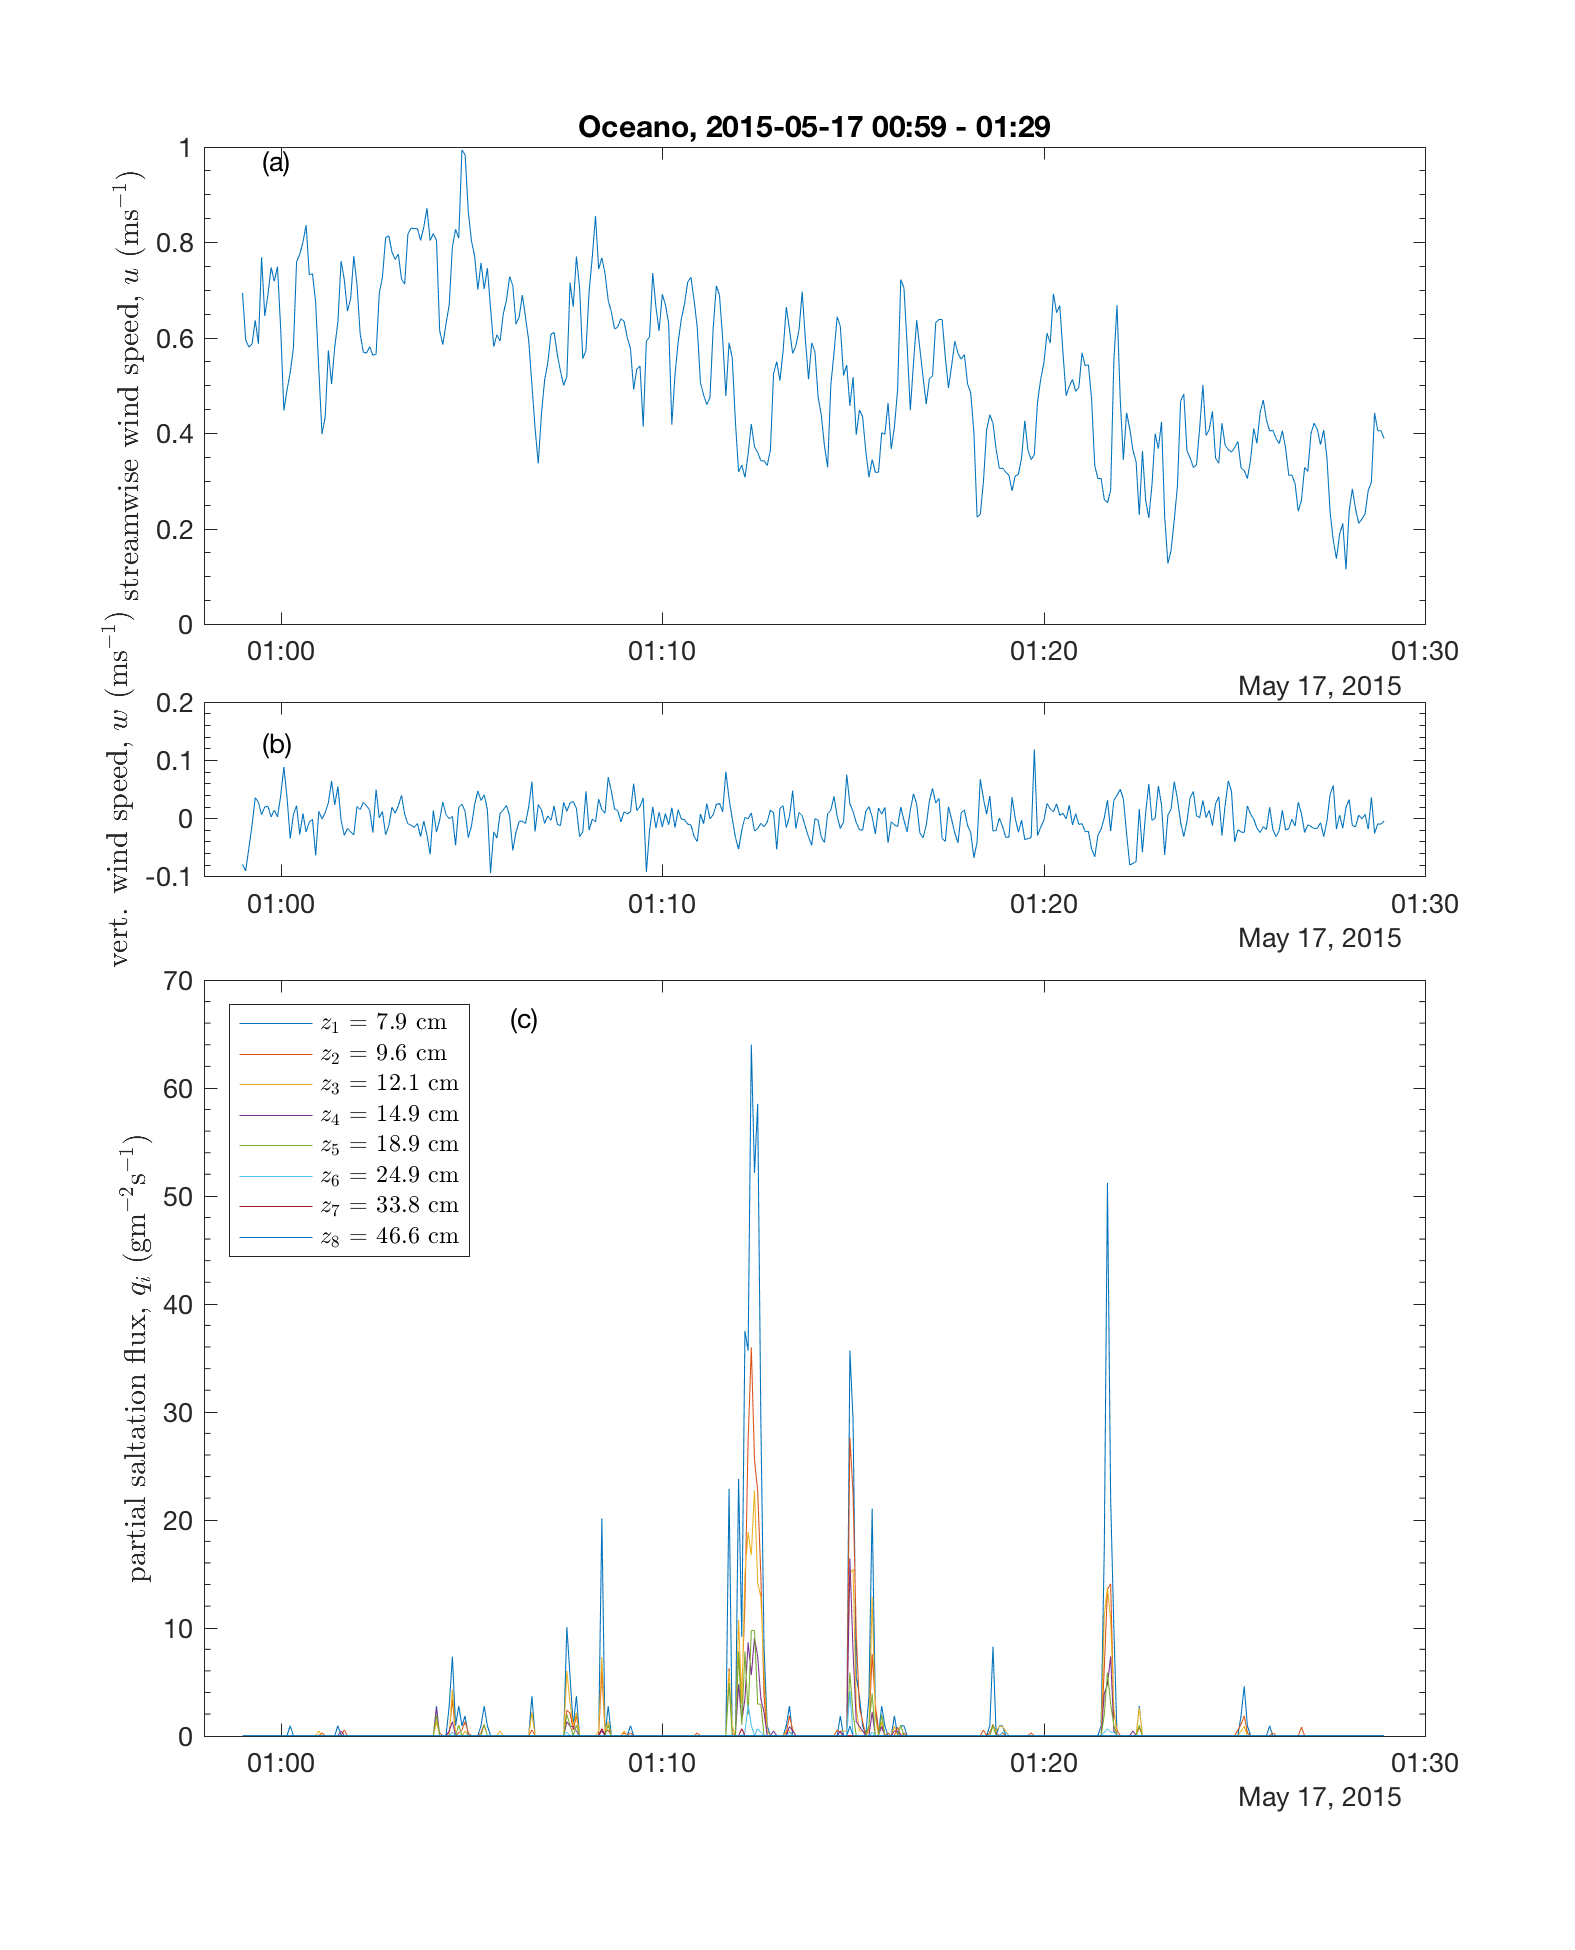 Oceano, 2015-05-17 00:59 - 01:29
(a)
streamwise wind speed, u (ms⁻¹)
1
0.8
0.6
0.4
0.2
0
01:00 01:10 01:20 01:30
May 17, 2015
(b)
vert. wind speed, w (ms⁻¹)
0.2
0.1
0
-0.1
01:00 01:10 01:20 01:30
May 17, 2015
(c)
partial saltation flux, qᵢ (gm⁻²s⁻¹)
70
60
50
40
30
20
10
0
z₁ = 7.9 cm
z₂ = 9.6 cm
z₃ = 12.1 cm
z₄ = 14.9 cm
z₅ = 18.9 cm
z₆ = 24.9 cm
z₇ = 33.8 cm
z₈ = 46.6 cm
01:00 01:10 01:20 01:30
May 17, 2015